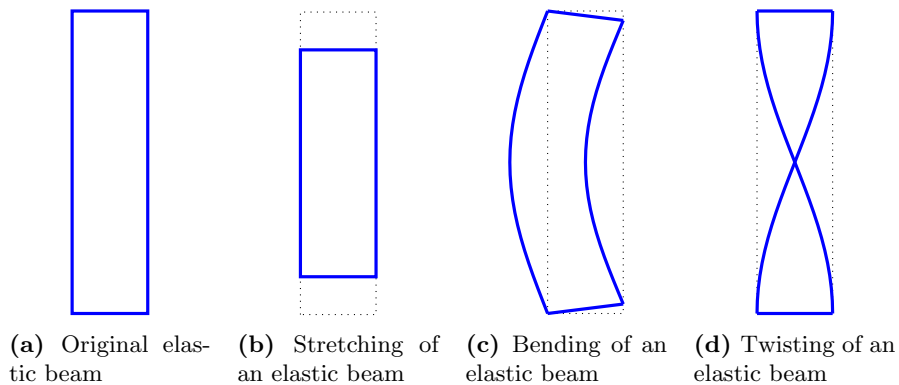 (a) Original elas-
tic beam
(b) Stretching of
an elastic beam
(c) Bending of an
elastic beam
(d) Twisting of an
elastic beam